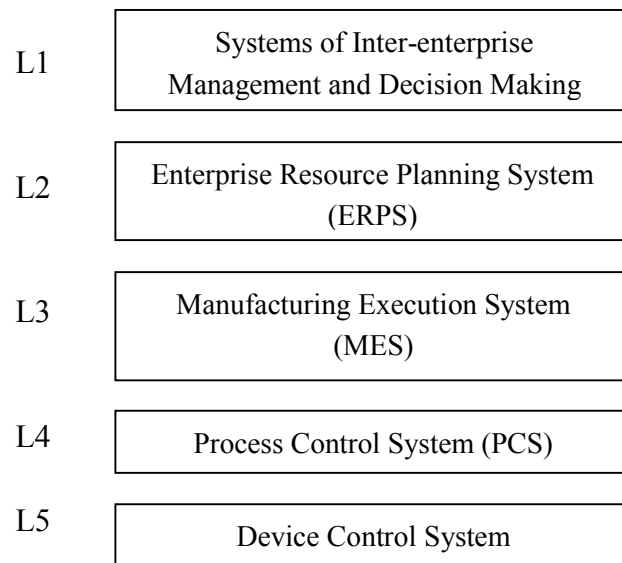 L1
Systems of Inter-enterprise
Management and Decision Making
L2
Enterprise Resource Planning System
(ERPS)
L3
Manufacturing Execution System
(MES)
L4
Process Control System (PCS)
L5
Device Control System